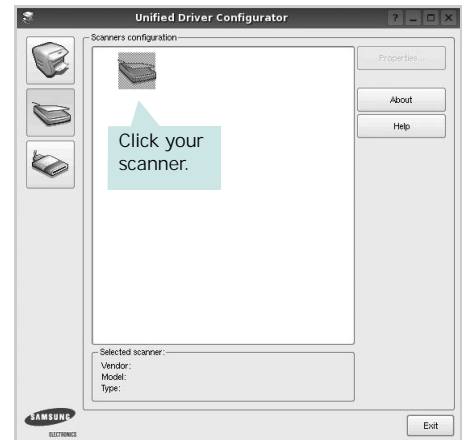 Unified Driver Configurator
Scanners configuration
Properties...
About
Help
Click your
scanner.
Selected scanner:
Vendor:
Model:
Type:
SAMSUNG
ELECTRONICS
Exit